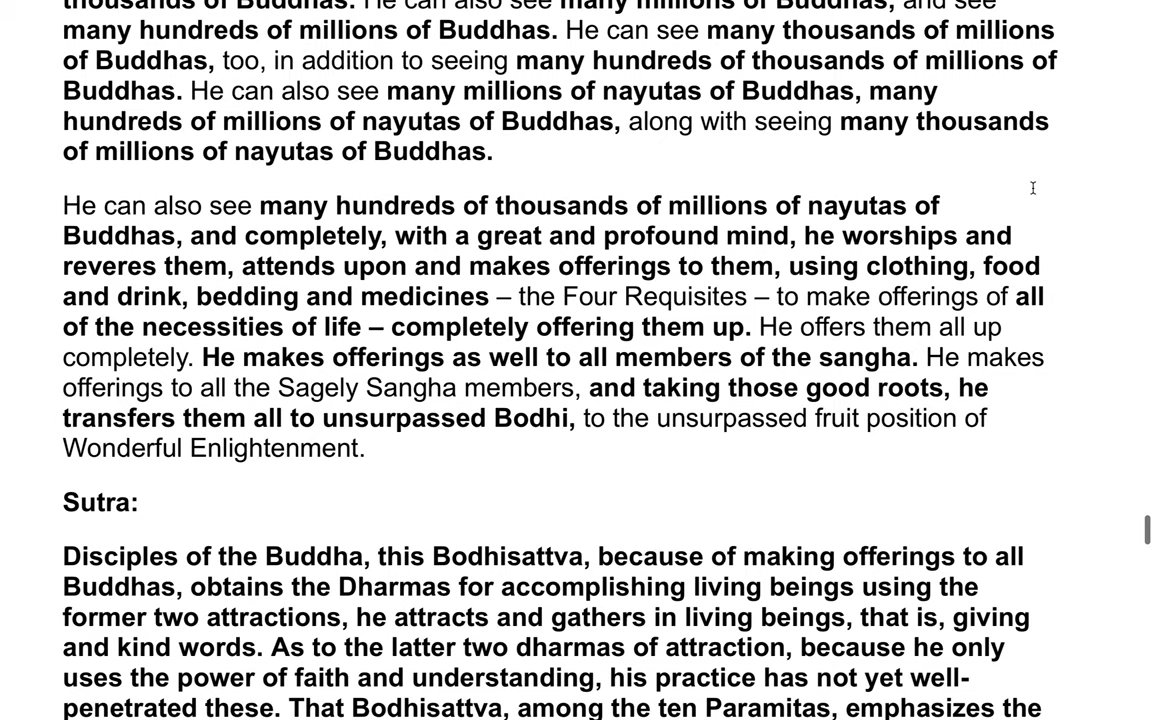 thousands of Buddhas. He can also see many millions of Buddhas, and see
many hundreds of millions of Buddhas. He can see many thousands of millions
of Buddhas, too, in addition to seeing many hundreds of thousands of millions of
Buddhas. He can also see many millions of nayutas of Buddhas, many
hundreds of millions of nayutas of Buddhas, along with seeing many thousands
of millions of nayutas of Buddhas.
He can also see many hundreds of thousands of millions of nayutas of
Buddhas, and completely, with a great and profound mind, he worships and
reveres them, attends upon and makes offerings to them, using clothing, food
and drink, bedding and medicines – the Four Requisites – to make offerings of all
of the necessities of life – completely offering them up. He offers them all up
completely. He makes offerings as well to all members of the sangha. He makes
offerings to all the Sagely Sangha members, and taking those good roots, he
transfers them all to unsurpassed Bodhi, to the unsurpassed fruit position of
Wonderful Enlightenment.
Sutra:
Disciples of the Buddha, this Bodhisattva, because of making offerings to all
Buddhas, obtains the Dharmas for accomplishing living beings using the
former two attractions, he attracts and gathers in living beings, that is, giving
and kind words. As to the latter two dharmas of attraction, because he only
uses the power of faith and understanding, his practice has not yet well-
penetrated these. That Bodhisattva, among the ten Paramitas, emphasizes the